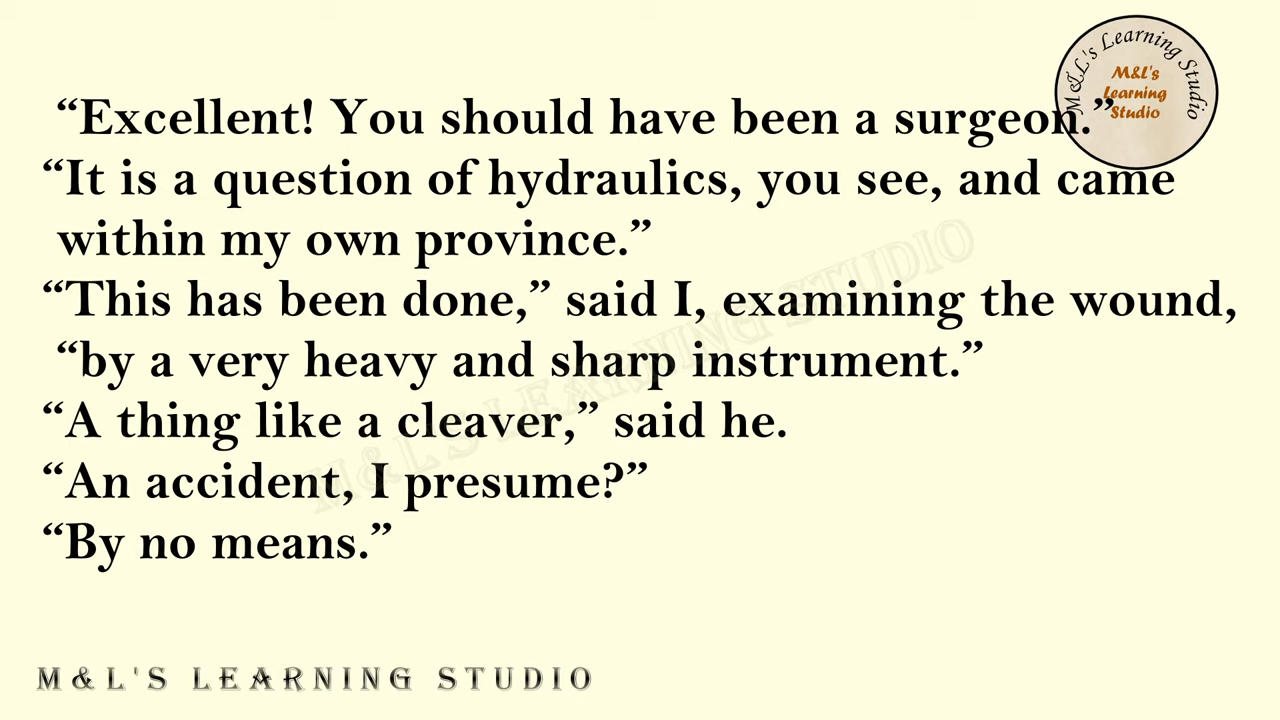 “Excellent! You should have been a surgeon.”
“It is a question of hydraulics, you see, and came
within my own province.”
“This has been done,” said I, examining the wound,
“by a very heavy and sharp instrument.”
“A thing like a cleaver,” said he.
“An accident, I presume?”
“By no means.”
M&L's Learning Studio
M&L's
Learning
Studio
M&L'S LEARNING STUDIO
M&L'S LEARNING STUDIO